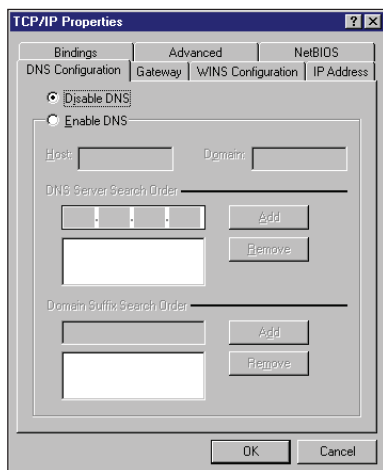 TCP/IP Properties
Bindings Advanced NetBIOS
DNS Configuration Gateway WINS Configuration IP Address
Disable DNS
Enable DNS
Host: Domain:
DNS Server Search Order
. . . Add
Remove
Domain Suffix Search Order
Add
Remove
OK Cancel